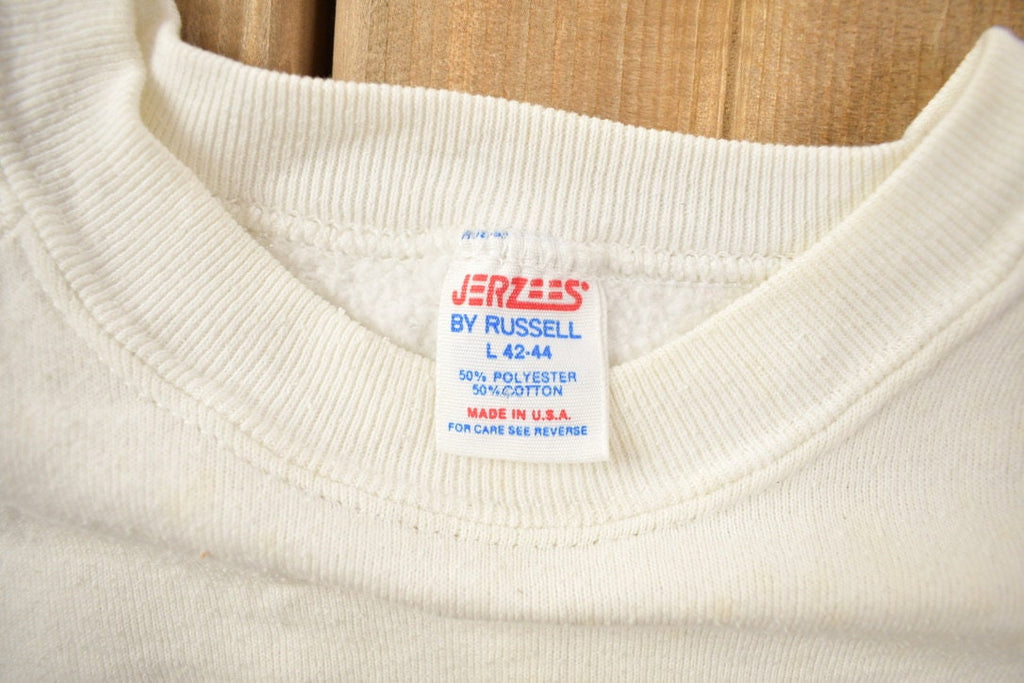 JERZEES
BY RUSSELL
L 42-44
50% POLYESTER
50% COTTON
MADE IN U.S.A.
FOR CARE SEE REVERSE